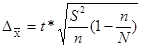 Δx̅ = t * √(S²/n (1 - n/N))